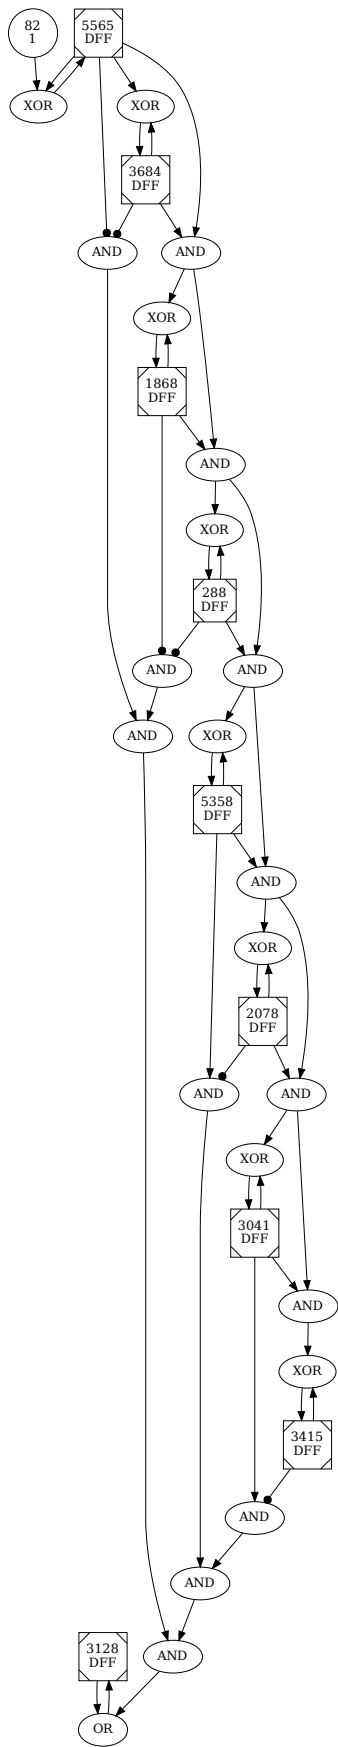 82
1
5565
DFF
XOR
XOR
3684
DFF
AND
AND
XOR
1868
DFF
AND
XOR
288
DFF
AND
AND
AND
XOR
5358
DFF
AND
XOR
2078
DFF
AND
AND
XOR
3041
DFF
AND
XOR
3415
DFF
AND
AND
3128
DFF
AND
OR